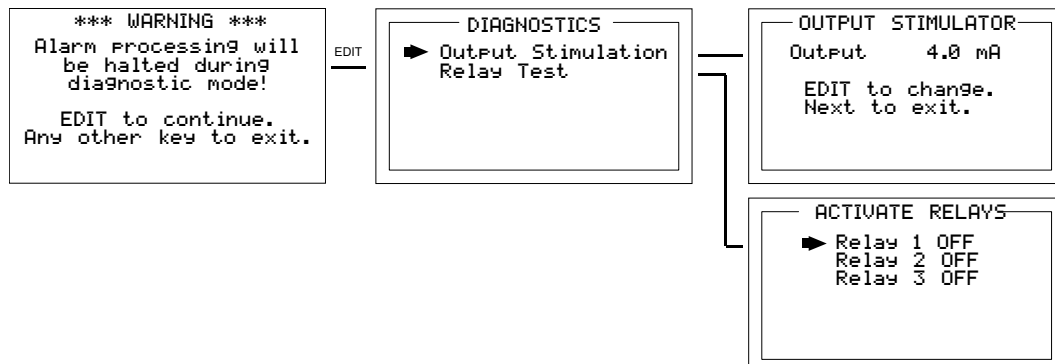 *** WARNING ***
Alarm processing will
be halted during
diagnostic mode!
EDIT to continue.
Any other key to exit.
EDIT
DIAGNOSTICS
Output Stimulation
Relay Test
OUTPUT STIMULATOR
Output 4.0 mA
EDIT to change.
Next to exit.
ACTIVATE RELAYS
Relay 1 OFF
Relay 2 OFF
Relay 3 OFF